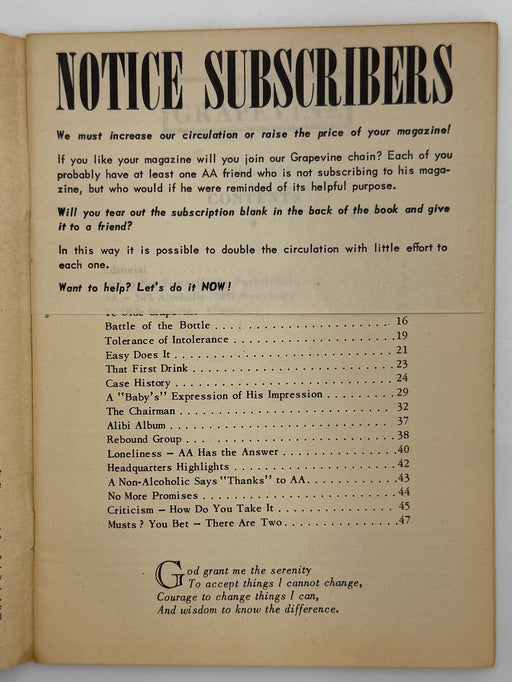 NOTICE SUBSCRIBERS
We must increase our circulation or raise the price of your magazine!
If you like your magazine will you join our Grapevine chain? Each of you
probably have at least one AA friend who is not subscribing to his maga-
zine, but who would if he were reminded of its helpful purpose.
Will you tear out the subscription blank in the back of the book and give
it to a friend?
In this way it is possible to double the circulation with little effort to
each one.
Want to help? Let's do it NOW!
Battle of the Bottle . . . . . . . . . . . . . . . . . . . . 16
Tolerance of Intolerance . . . . . . . . . . . . . . . . . . 19
Easy Does It . . . . . . . . . . . . . . . . . . . . . . . . 21
That First Drink . . . . . . . . . . . . . . . . . . . . . . 23
Case History . . . . . . . . . . . . . . . . . . . . . . . . 24
A "Baby's" Expression of His Impression . . . . . . . . . . 29
The Chairman . . . . . . . . . . . . . . . . . . . . . . . . 32
Alibi Album . . . . . . . . . . . . . . . . . . . . . . . . 37
Rebound Group . . . . . . . . . . . . . . . . . . . . . . . 38
Loneliness – AA Has the Answer . . . . . . . . . . . . . . . 40
Headquarters Highlights . . . . . . . . . . . . . . . . . . 42
A Non-Alcoholic Says "Thanks" to AA. . . . . . . . . . . . . 43
No More Promises . . . . . . . . . . . . . . . . . . . . . . 44
Criticism – How Do You Take It . . . . . . . . . . . . . . . 45
Musts? You Bet – There Are Two. . . . . . . . . . . . . . . 47
God grant me the serenity
To accept things I cannot change,
Courage to change things I can,
And wisdom to know the difference.